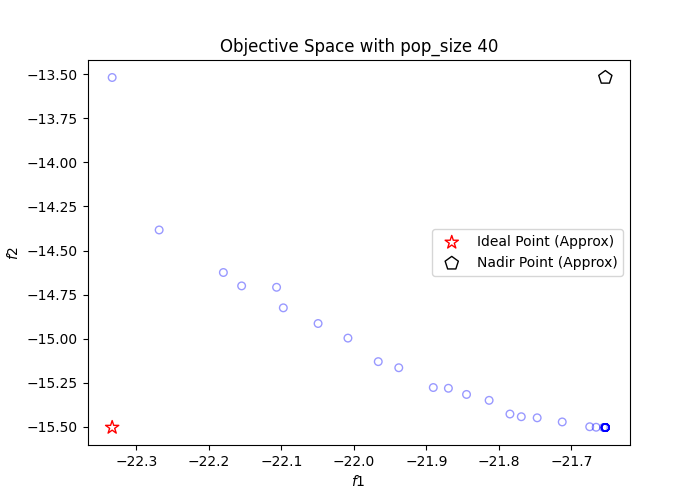 Objective Space with pop_size 40
−13.50
−13.75
−14.00
−14.25
−14.50
−14.75
−15.00
−15.25
−15.50
f2
Ideal Point (Approx)
Nadir Point (Approx)
−22.3 −22.2 −22.1 −22.0 −21.9 −21.8 −21.7
f1